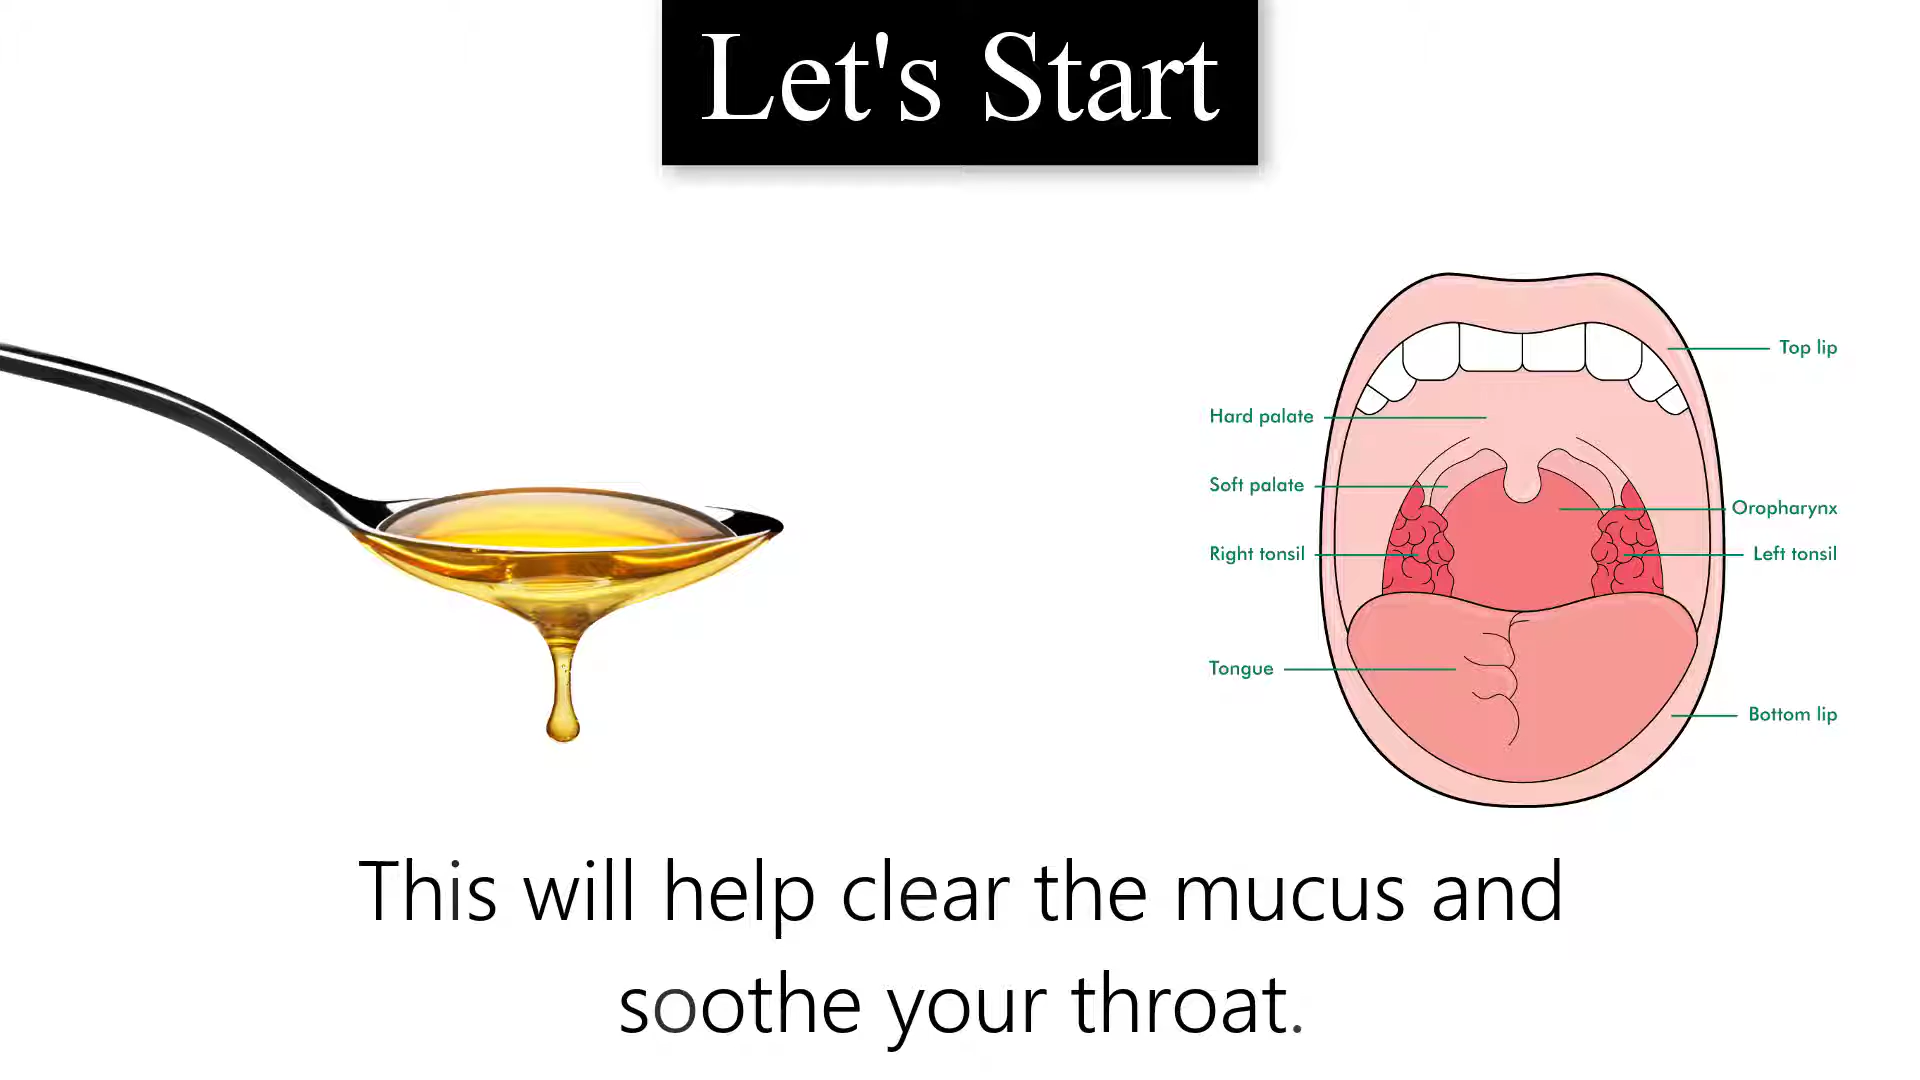 Let's Start
Top lip
Hard palate
Soft palate
Oropharynx
Right tonsil
Left tonsil
Tongue
Bottom lip
This will help clear the mucus and
soothe your throat.